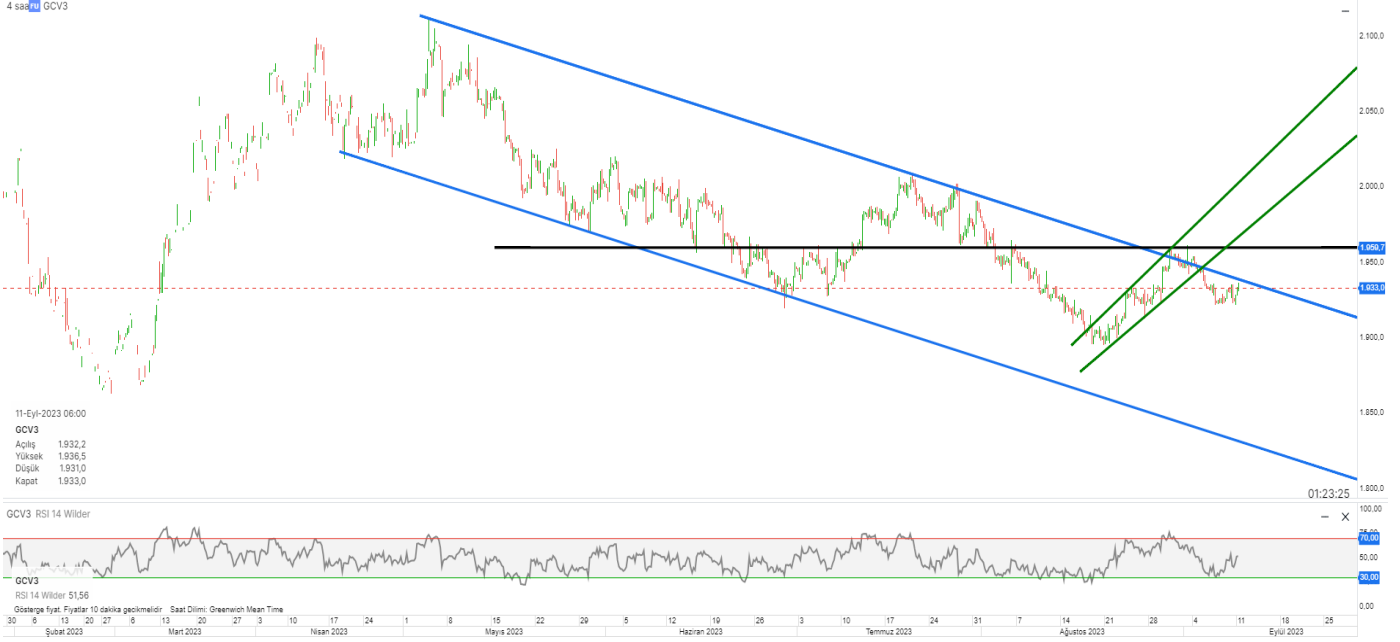 4 saa FU GCV3
2.100,0
2.050,0
2.000,0
1.959,7
1.950,0
1.933,0
1.900,0
1.850,0
1.800,0
11-Eyl-2023 06:00
GCV3
Açılış 1.932,2
Yüksek 1.936,5
Düşük 1.931,0
Kapat 1.933,0
01:23:25
GCV3 RSI 14 Wilder
100,00
75,00
70,00
50,00
30,00
0.00
GCV3
RSI 14 Wilder 51,56
Gösterge fiyat. Fiyatlar 10 dakika gecikmelidir Saat Dilimi: Greenwich Mean Time
30 6 13 20 27 6 13 20 27 3 10 17 24 1 8 15 22 29 5 12 19 26 3 10 17 24 31 7 14 21 28 4 11 18 25
Şubat 2023 Mart 2023 Nisan 2023 Mayıs 2023 Haziran 2023 Temmuz 2023 Ağustos 2023 Eylül 2023